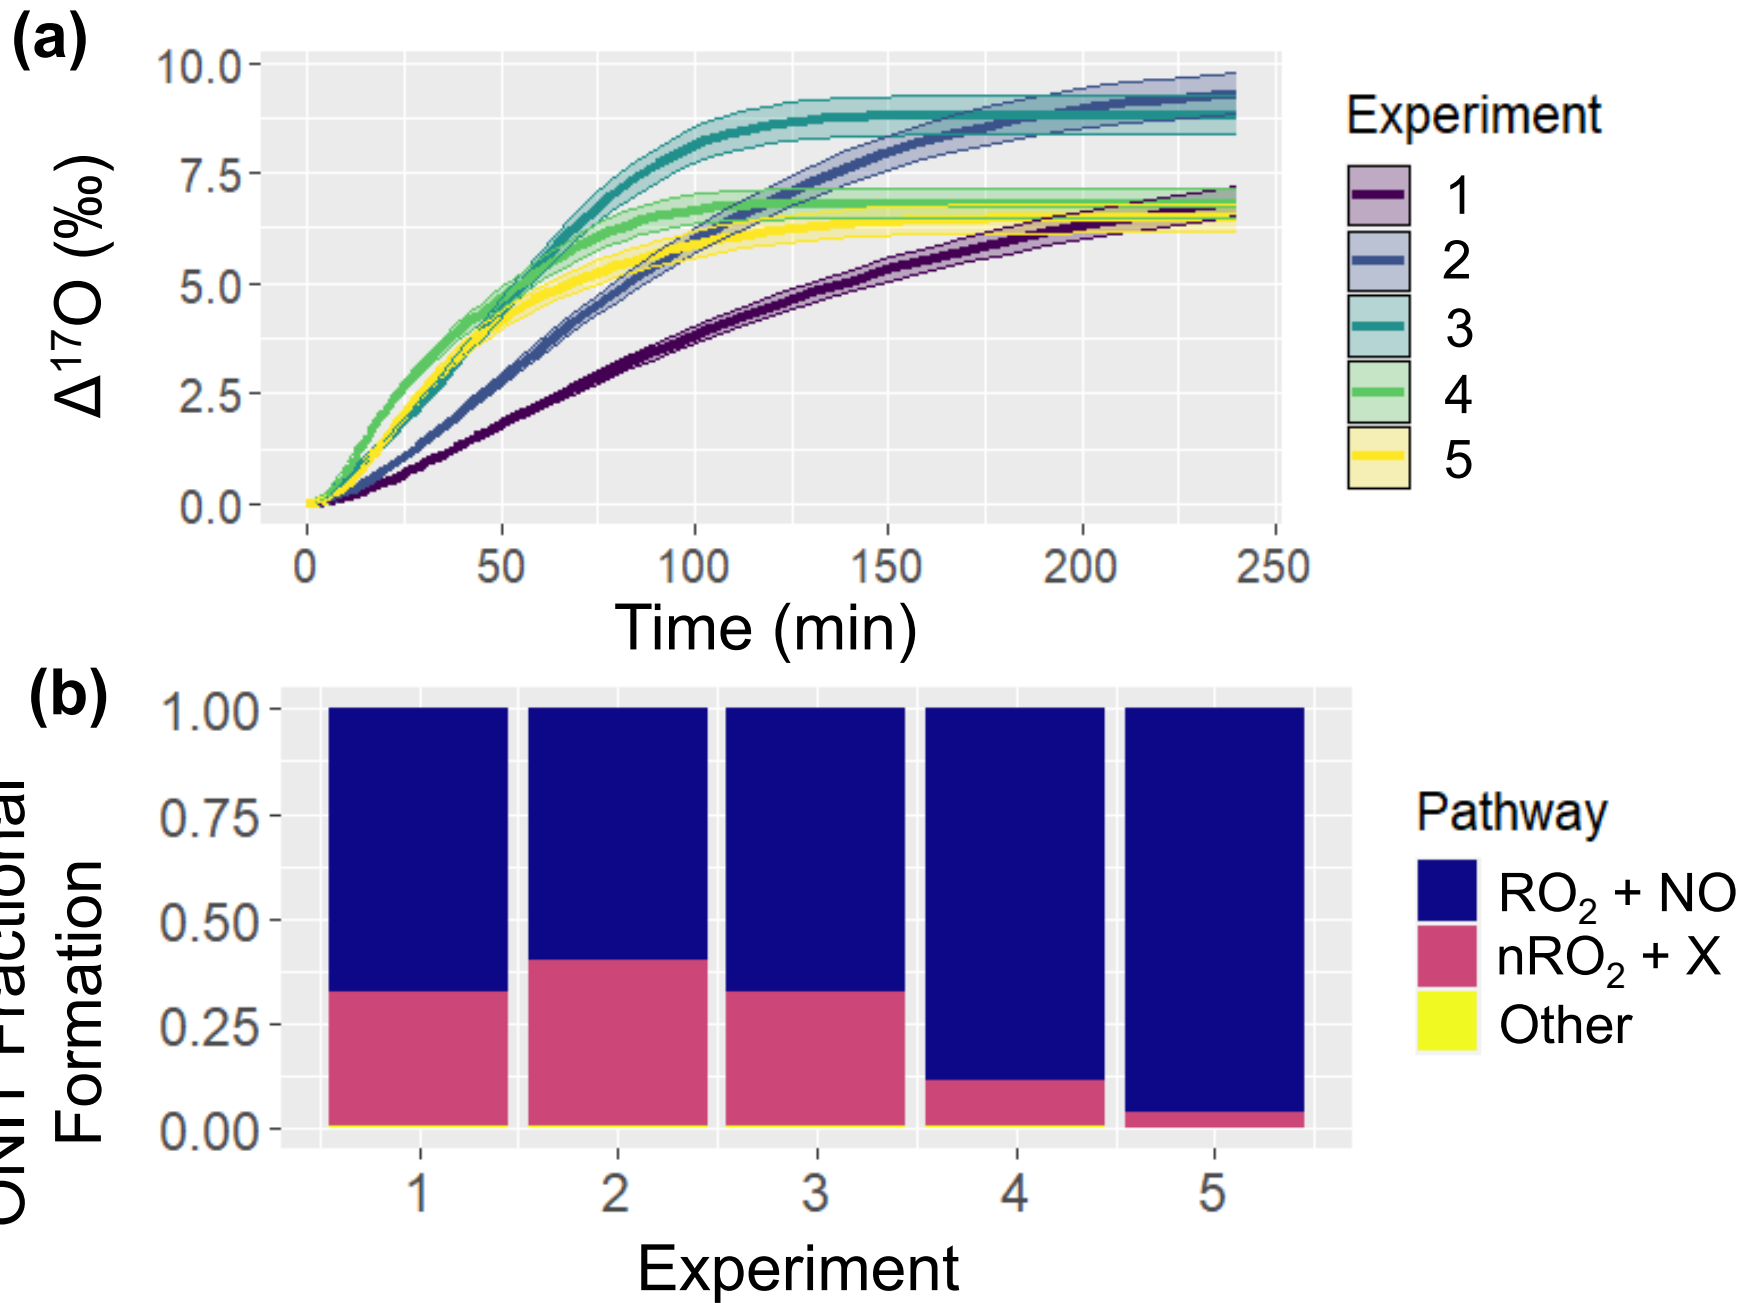 (a)
10.0
7.5
5.0
2.5
0.0
Δ¹⁷O (‰)
0 50 100 150 200 250
Time (min)
Experiment
1
2
3
4
5
(b)
1.00
0.75
0.50
0.25
0.00
Fractional
Formation
1 2 3 4 5
Experiment
Pathway
RO₂ + NO
nRO₂ + X
Other